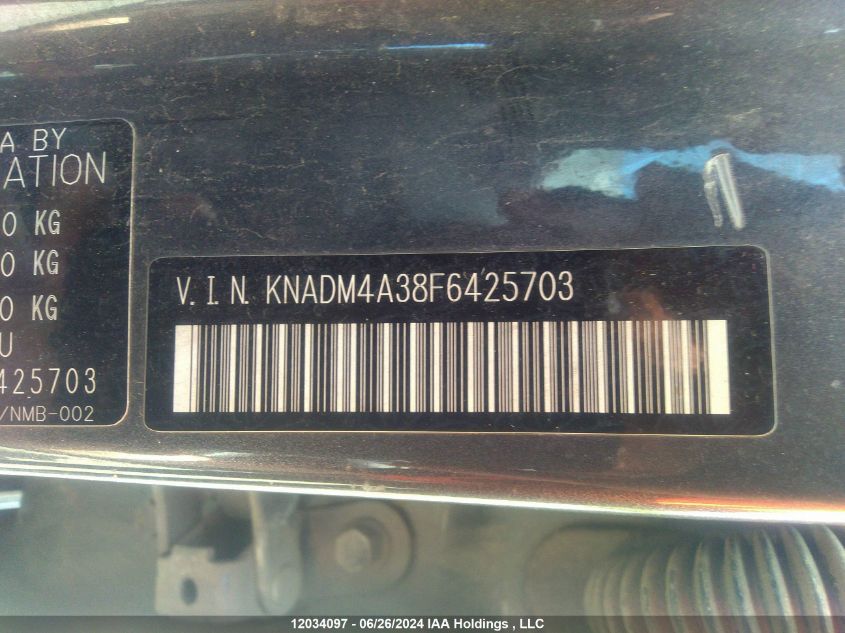 A BY
ATION
0 KG
0 KG
0 KG
U
425703
/NMB-002
V. I. N. KNADM4A38F6425703
12034097 - 06/26/2024 IAA Holdings , LLC